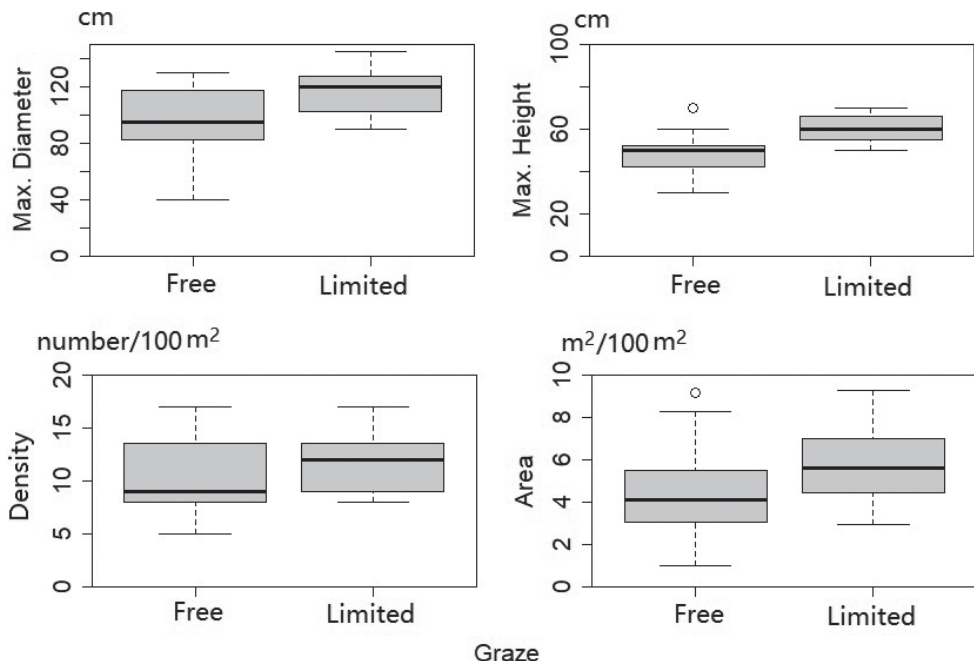 cm
Max. Diameter
120
80
40
0
Free
Limited
cm
Max. Height
100
60
20
0
Free
Limited
number/100 m²
Density
20
15
10
5
0
Free
Limited
m²/100 m²
Area
10
8
6
4
2
0
Free
Limited
Graze